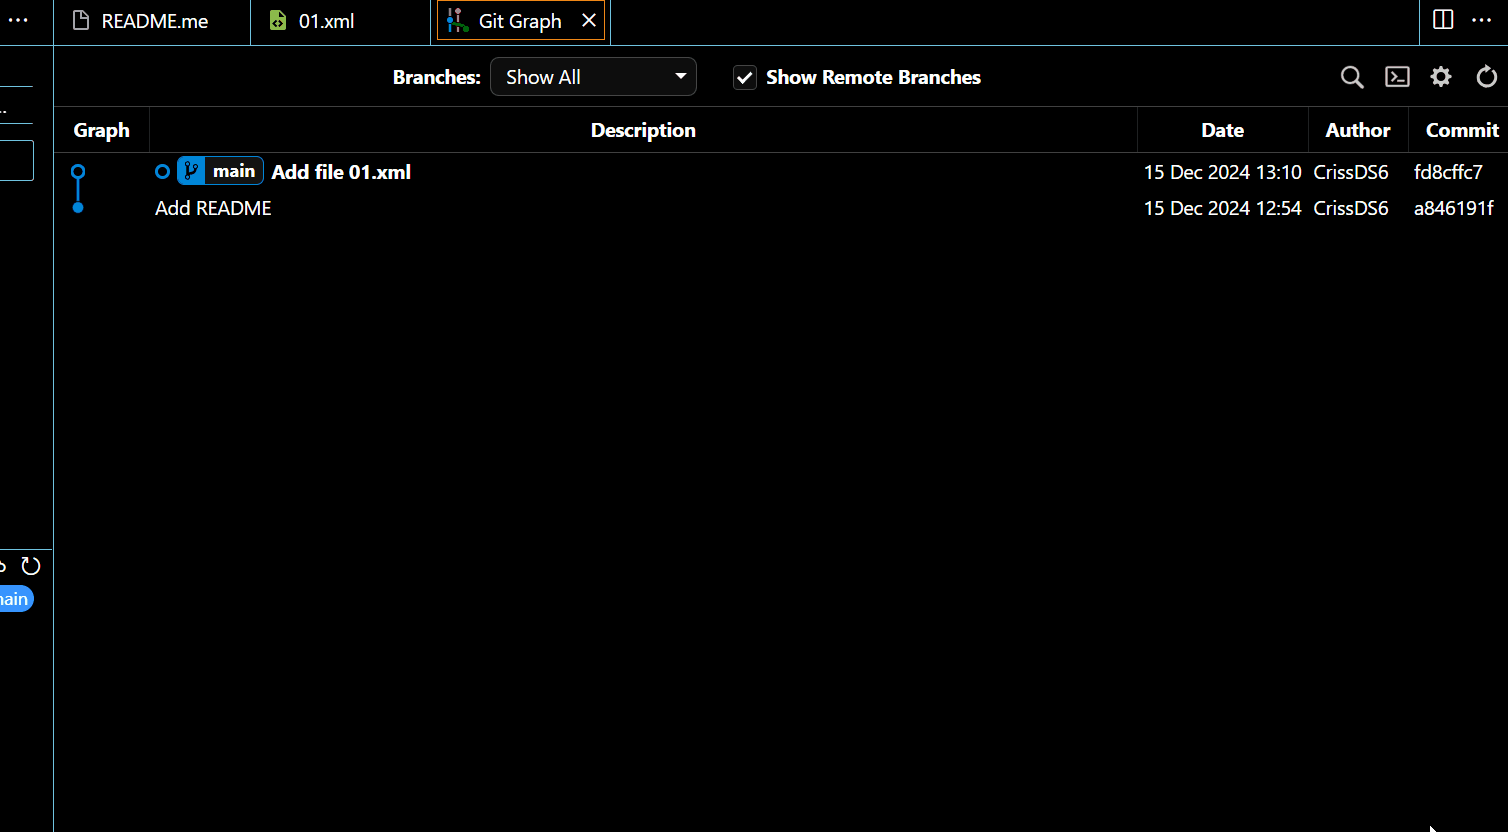 README.me 01.xml Git Graph
Branches: Show All Show Remote Branches
Graph Description Date Author Commit
main Add file 01.xml 15 Dec 2024 13:10 CrissDS6 fd8cffc7
Add README 15 Dec 2024 12:54 CrissDS6 a846191f